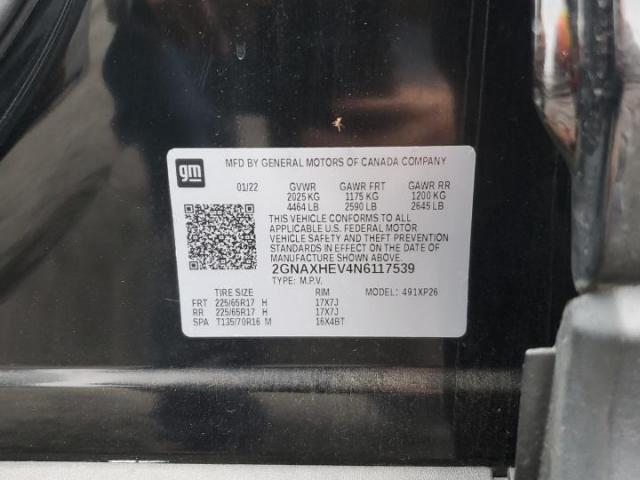 gm
MFD BY GENERAL MOTORS OF CANADA COMPANY
01/22 GVWR GAWR FRT GAWR RR
2025 KG 1175 KG 1200 KG
4464 LB 2590 LB 2645 LB
THIS VEHICLE CONFORMS TO ALL
APPLICABLE U.S. FEDERAL MOTOR
VEHICLE SAFETY AND THEFT
PREVENTION STANDARDS IN EFFECT
ON THE DATE OF MANUFACTURE
SHOWN ABOVE.
2GNAXHEV4N6117539
TYPE: M.P.V.
TIRE SIZE RIM MODEL: 491XP26
FRT 225/65R17 H 17X7J
RR 225/65R17 H 17X7J
SPA T135/70R16 M 16X4BT